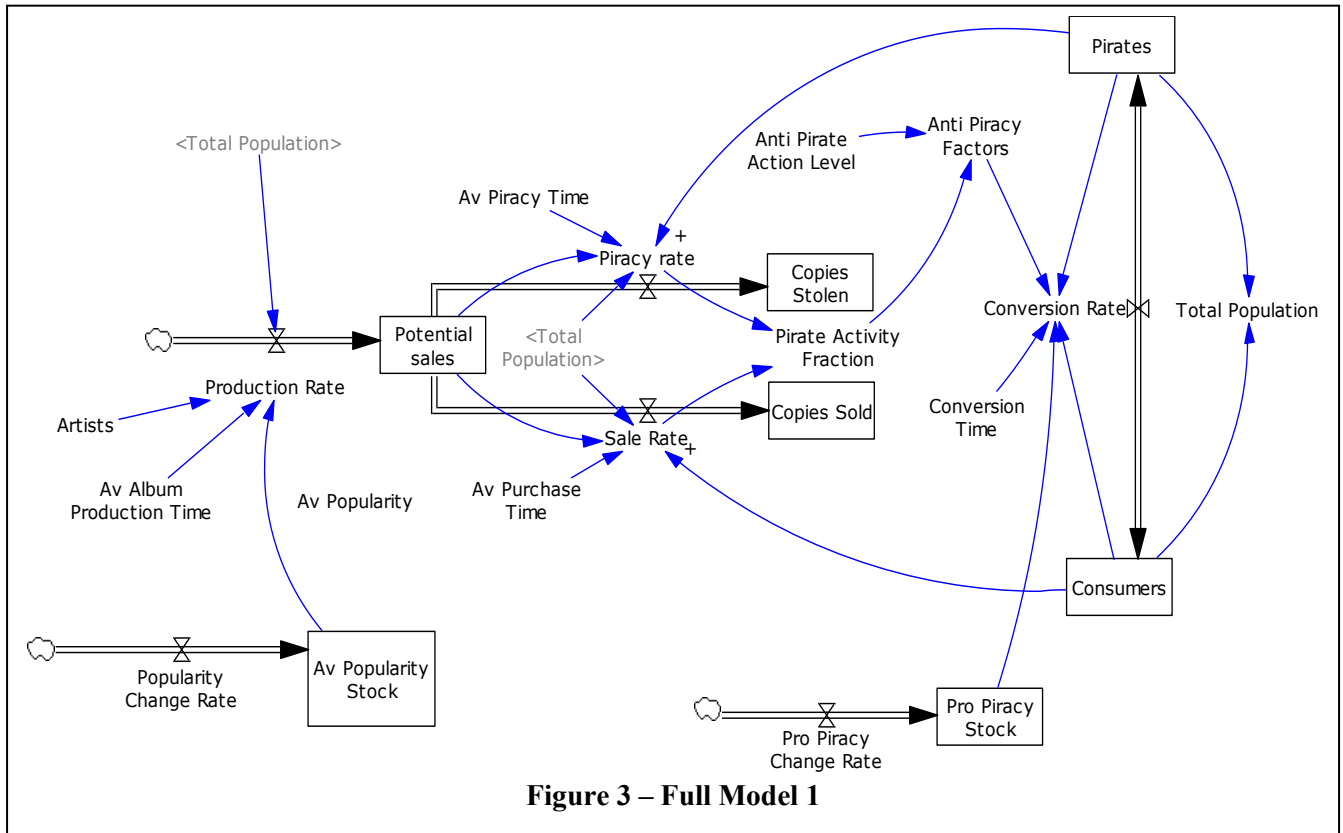 Pirates
<Total Population>
Anti Pirate
Action Level
Anti Piracy
Factors
Av Piracy Time
+
Piracy rate
Copies
Stolen
Potential
sales
<Total
Population>
Pirate Activity
Fraction
Conversion Rate
Total Population
Production Rate
Artists
Copies Sold
Sale Rate
+
Conversion
Time
Av Album
Production Time
Av Popularity
Av Purchase
Time
Consumers
Popularity
Change Rate
Av Popularity
Stock
Pro Piracy
Stock
Pro Piracy
Change Rate
Figure 3 – Full Model 1